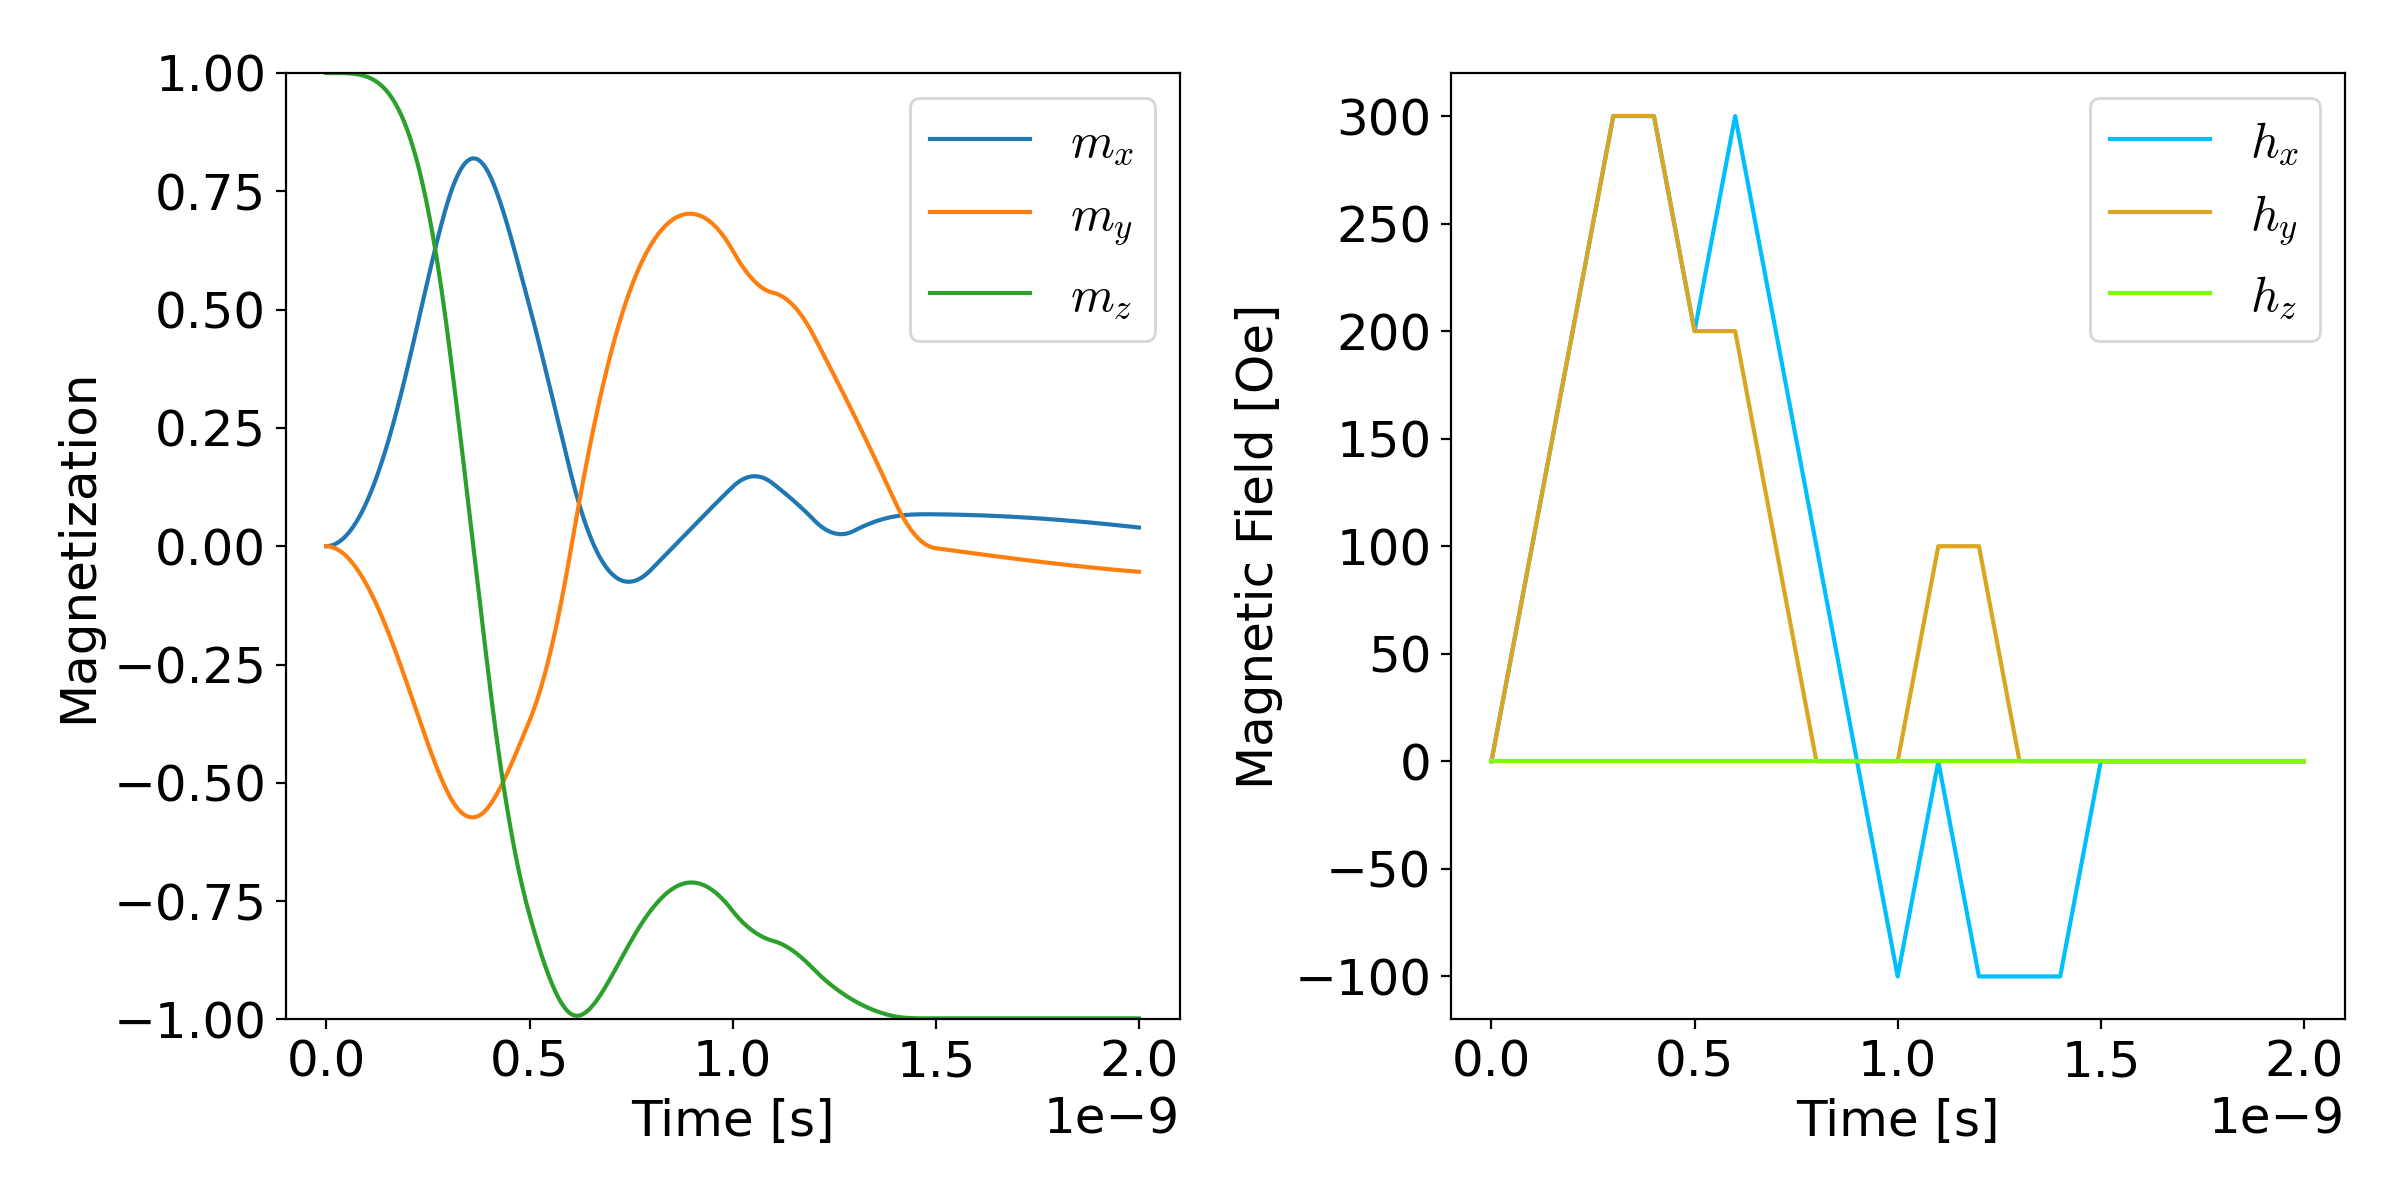 1.00
0.75
0.50
0.25
0.00
−0.25
−0.50
−0.75
−1.00
Magnetization
0.0 0.5 1.0 1.5 2.0
Time [s]
1e−9
m_x
m_y
m_z
300
250
200
150
100
50
0
−50
−100
Magnetic Field [Oe]
0.0 0.5 1.0 1.5 2.0
Time [s]
1e−9
h_x
h_y
h_z